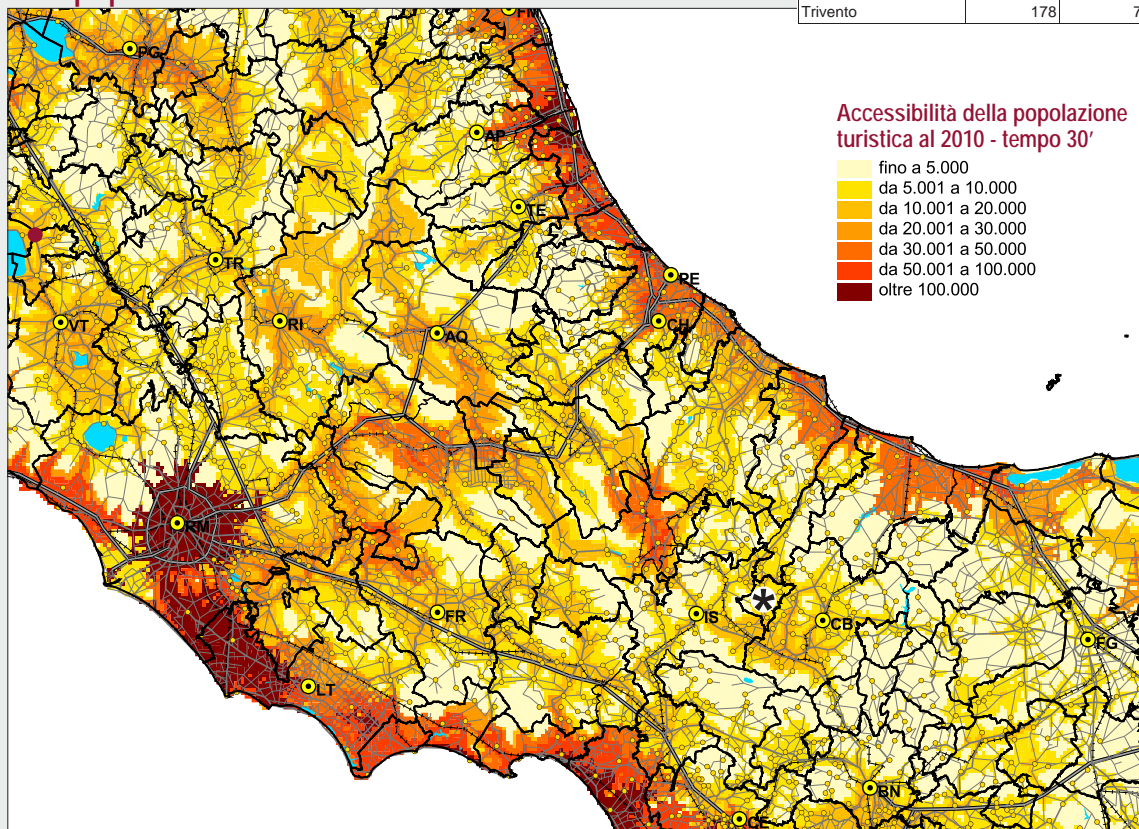 Trivento 178 7
Accessibilità della popolazione
turistica al 2010 - tempo 30'
fino a 5.000
da 5.001 a 10.000
da 10.001 a 20.000
da 20.001 a 30.000
da 30.001 a 50.000
da 50.001 a 100.000
oltre 100.000
PG
AP
TE
TR
PE
VT
RI
AQ
CH
RM
FR
IS
*
CB
FG
LT
BN
CE